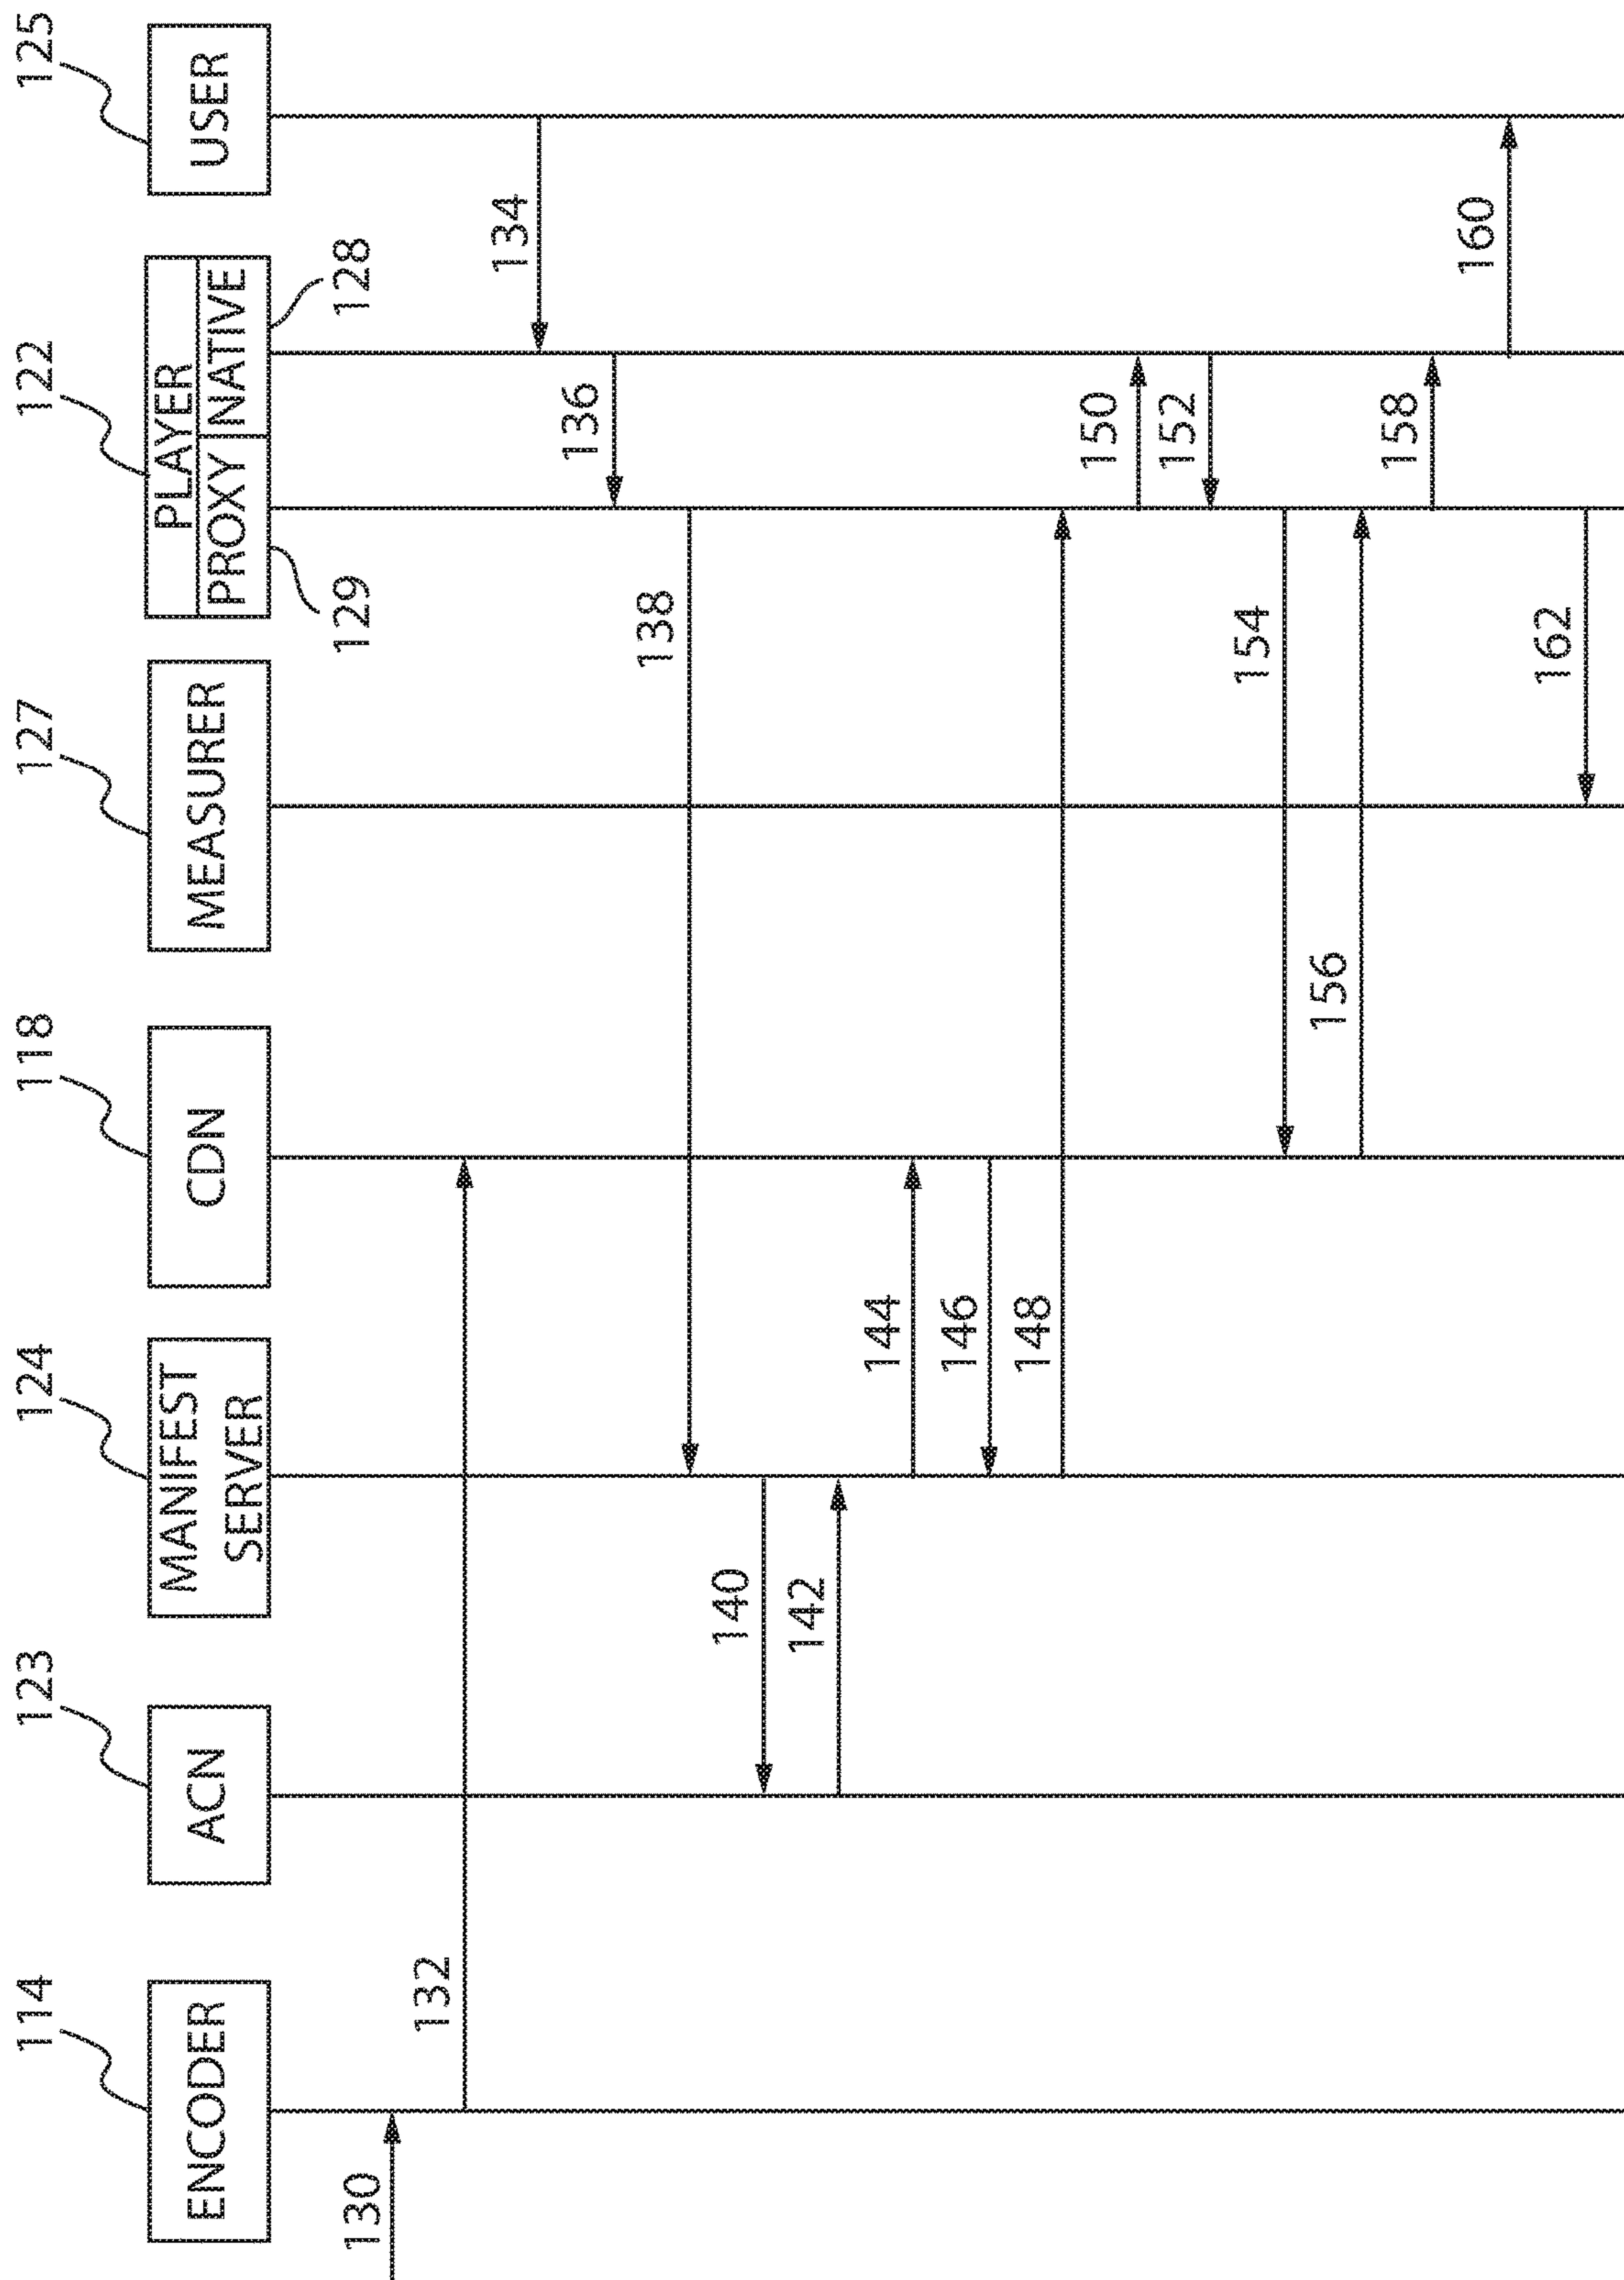 114
123
124
118
127
122
125
ENCODER
ACN
MANIFEST
SERVER
CDN
MEASURER
PLAYER
PROXY
NATIVE
USER
129
128
130
132
134
136
138
140
142
144
146
148
150
152
154
156
158
160
162